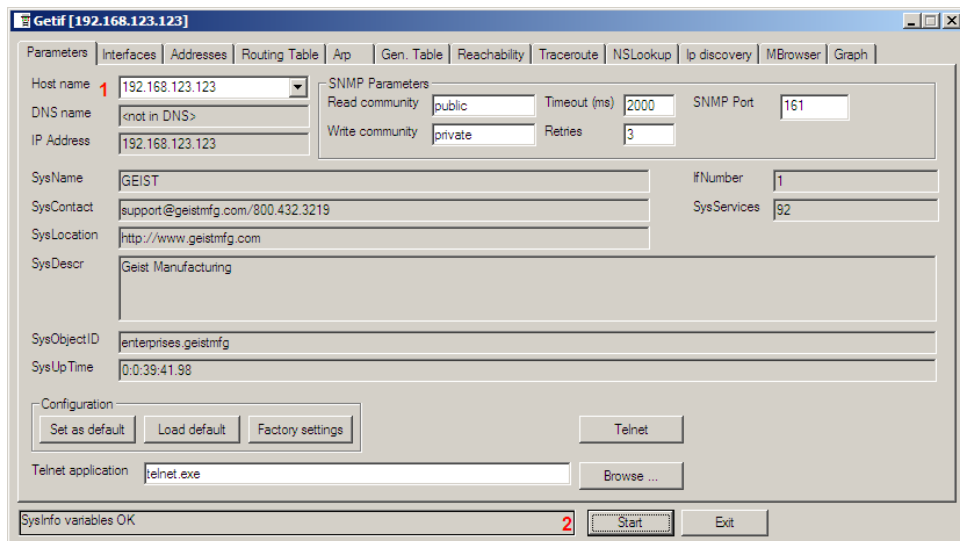 Getif [192.168.123.123]
Parameters Interfaces Addresses Routing Table Arp Gen. Table Reachability Traceroute NSLookup Ip discovery MBrowser Graph
Host name 1 192.168.123.123
DNS name <not in DNS>
IP Address 192.168.123.123
SNMP Parameters
Read community public Timeout (ms) 2000 SNMP Port 161
Write community private Retries 3
SysName GEIST IfNumber 1
SysContact support@geistmfg.com/800.432.3219 SysServices 92
SysLocation http://www.geistmfg.com
SysDescr Geist Manufacturing
SysObjectID enterprises.geistmfg
SysUpTime 0:0:39:41.98
Configuration
Set as default Load default Factory settings Telnet
Telnet application telnet.exe Browse ...
SysInfo variables OK 2 Start Exit